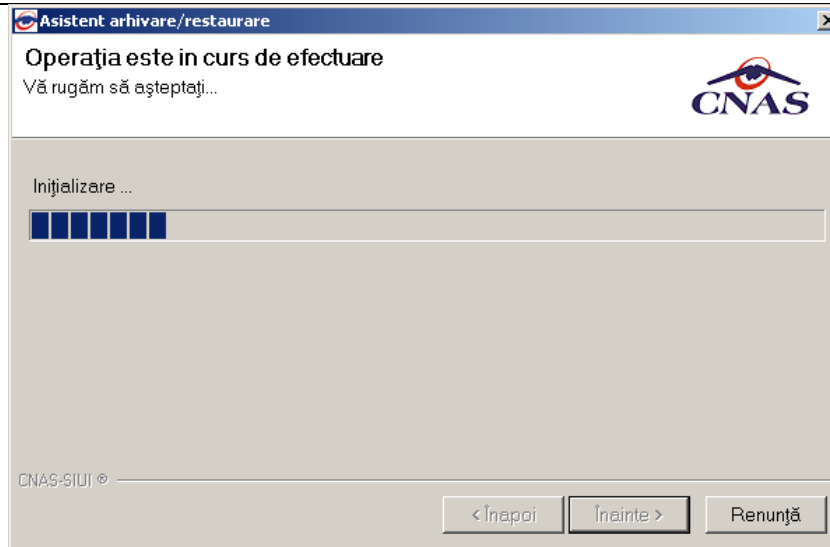 Asistent arhivare/restaurare
Operaţia este in curs de efectuare
Vă rugăm să aşteptaţi...
CNAS
Iniţializare ...
CNAS-SIUI ®
< Înapoi
Înainte >
Renunţă